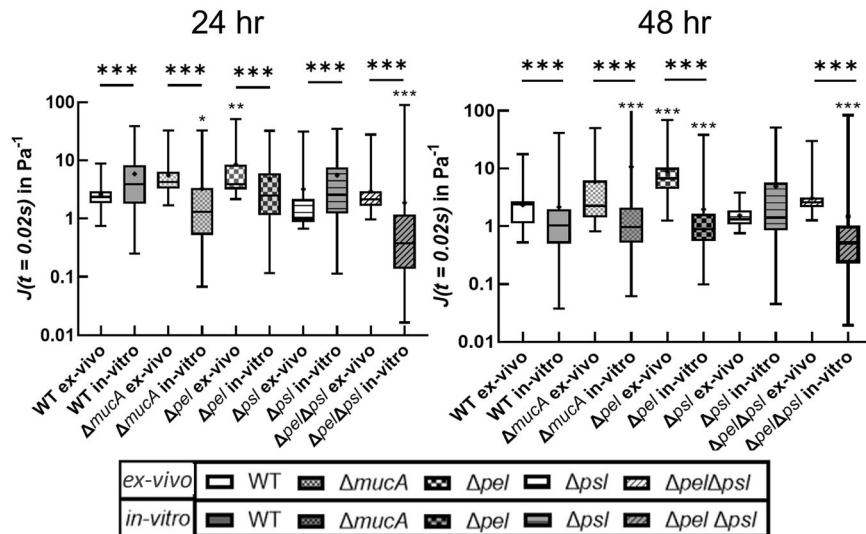 24 hr
*** *** *** *** ***
* ** ***
J(t = 0.02s) in Pa-1
100
10
1
0.1
0.01
WT ex-vivo
WT in-vitro
ΔmucA ex-vivo
ΔmucA in-vitro
Δpel ex-vivo
Δpel in-vitro
Δpsl ex-vivo
Δpsl in-vitro
ΔpelΔpsl ex-vivo
ΔpelΔpsl in-vitro
48 hr
*** *** *** ***
*** *** *** ***
J(t = 0.02s) in Pa-1
100
10
1
0.1
0.01
WT ex-vivo
WT in-vitro
ΔmucA ex-vivo
ΔmucA in-vitro
Δpel ex-vivo
Δpel in-vitro
Δpsl ex-vivo
Δpsl in-vitro
ΔpelΔpsl ex-vivo
ΔpelΔpsl in-vitro
ex-vivo WT ΔmucA Δpel Δpsl ΔpelΔpsl
in-vitro WT ΔmucA Δpel Δpsl Δpel Δpsl